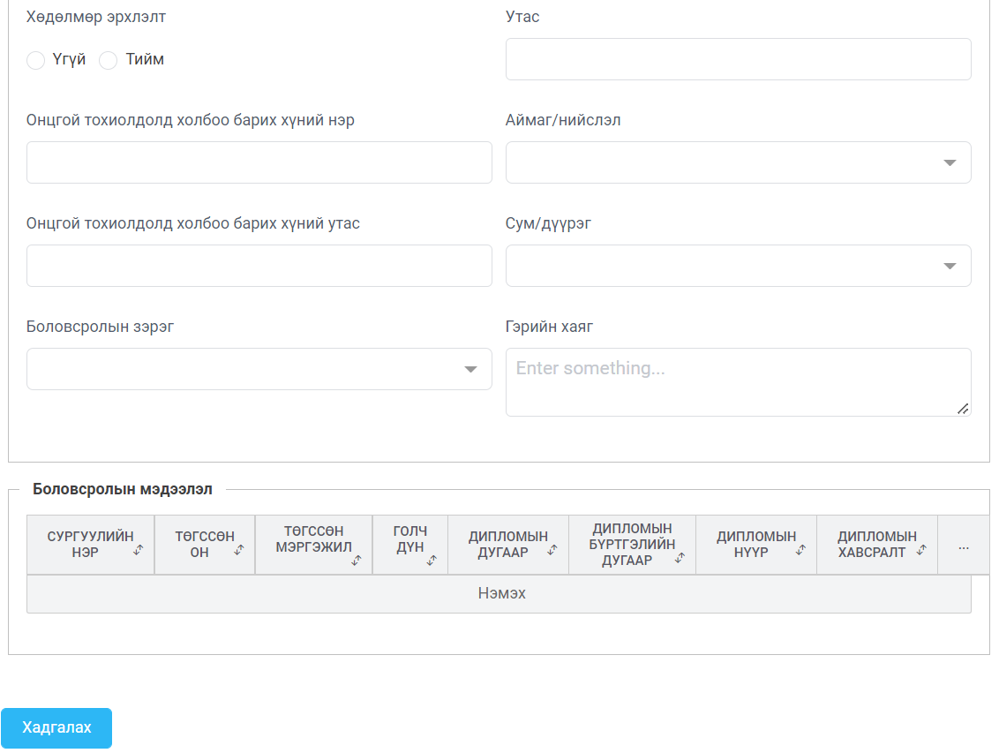 Хөдөлмөр эрхлэлт
Утас
Үгүй Тийм
Онцгой тохиолдолд холбоо барих хүний нэр
Аймаг/нийслэл
Онцгой тохиолдолд холбоо барих хүний утас
Сум/дүүрэг
Боловсролын зэрэг
Гэрийн хаяг
Enter something...
Боловсролын мэдээлэл
СУРГУУЛИЙН
НЭР
ТӨГССӨН
ОН
ТӨГССӨН
МЭРГЭЖИЛ
ГОЛЧ
ДҮН
ДИПЛОМЫН
ДУГААР
ДИПЛОМЫН
БҮРТГЭЛИЙН
ДУГААР
ДИПЛОМЫН
НҮҮР
ДИПЛОМЫН
ХАВСРАЛТ
...
Нэмэх
Хадгалах